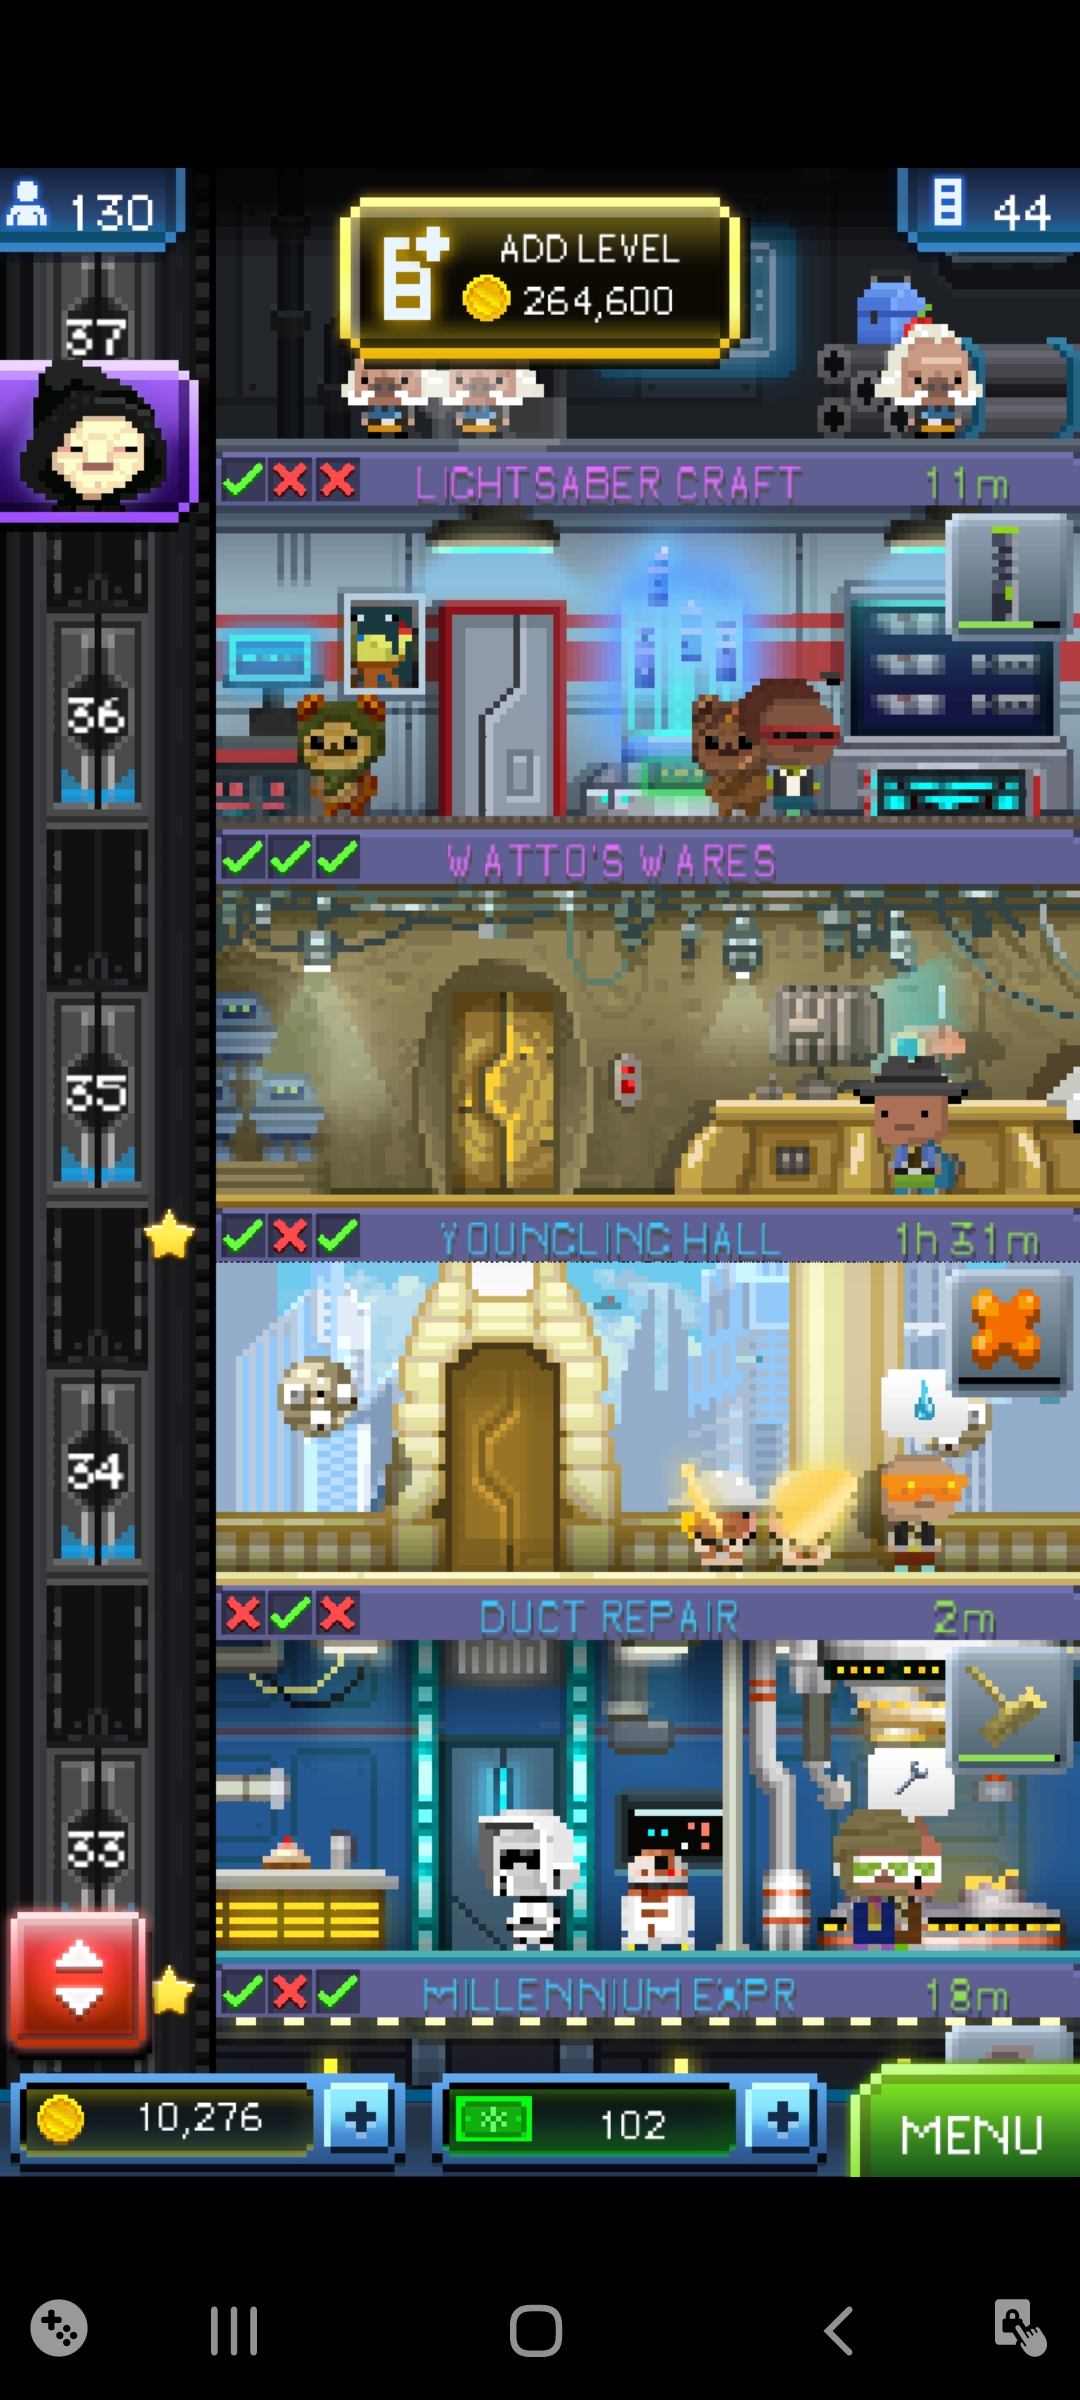 130
44
ADD LEVEL
264,600
37
LIGHTSABER CRAFT 11m
36
WATTO'S WARES
35
YOUNGLING HALL 1h 31m
34
DUCT REPAIR 2m
33
MILLENNIUM EXPR 18m
10,276
102
MENU